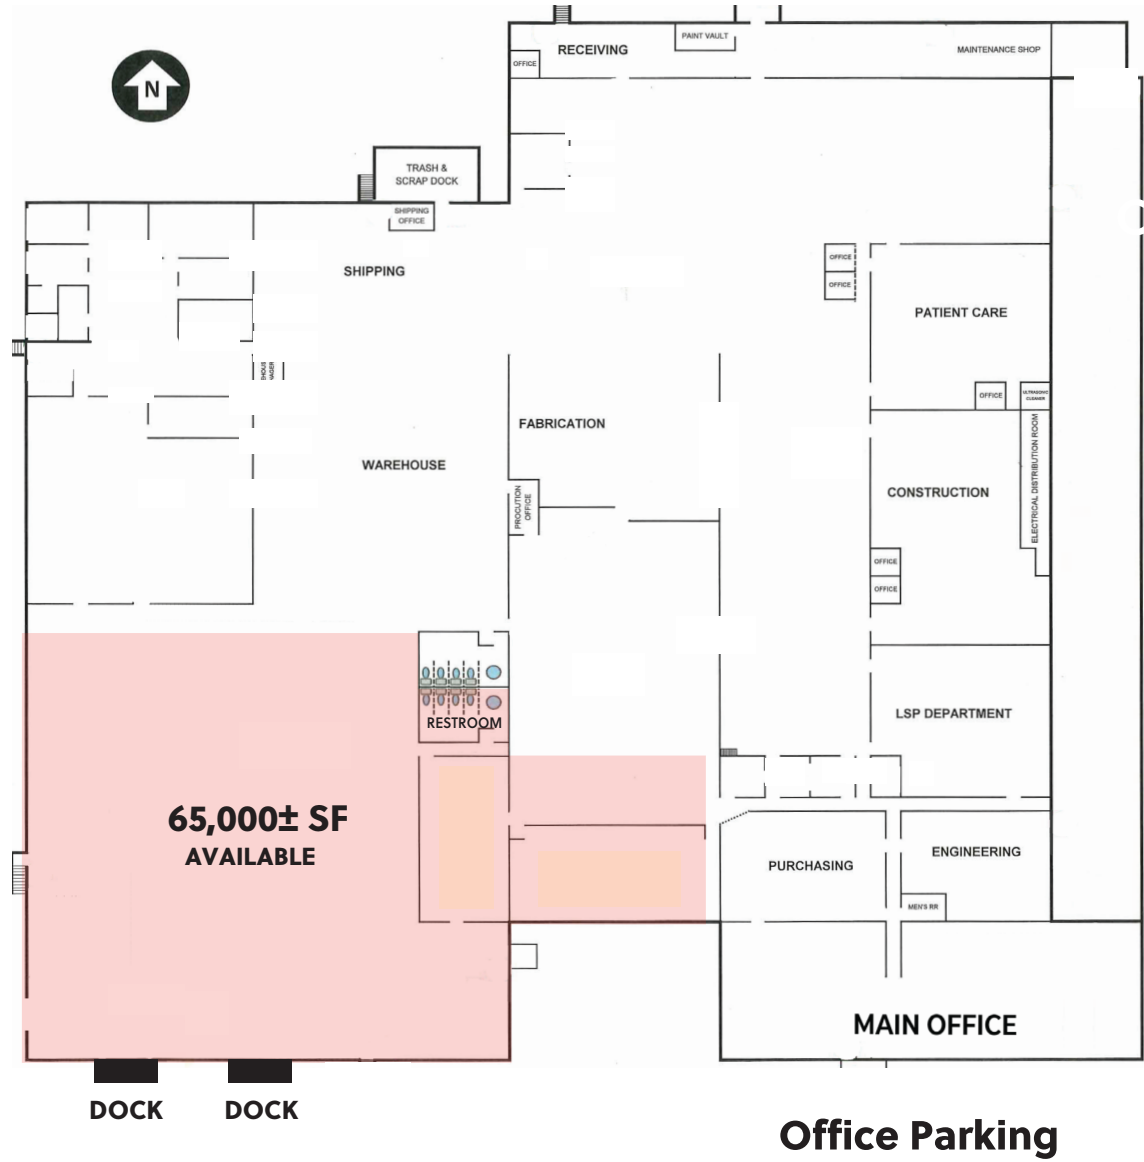 RECEIVING
PAINT VAULT
MAINTENANCE SHOP
OFFICE
N
TRASH &
SCRAP DOCK
SHIPPING
OFFICE
SHIPPING
OFFICE
OFFICE
PATIENT CARE
OFFICE
ULTRASONIC
CLEANER
FABRICATION
WAREHOUSE
PROCUTION
OFFICE
CONSTRUCTION
ELECTRICAL DISTRIBUTION ROOM
OFFICE
OFFICE
RESTROOM
LSP DEPARTMENT
65,000± SF
AVAILABLE
PURCHASING
ENGINEERING
MEN'S RR
MAIN OFFICE
DOCK
DOCK
Office Parking